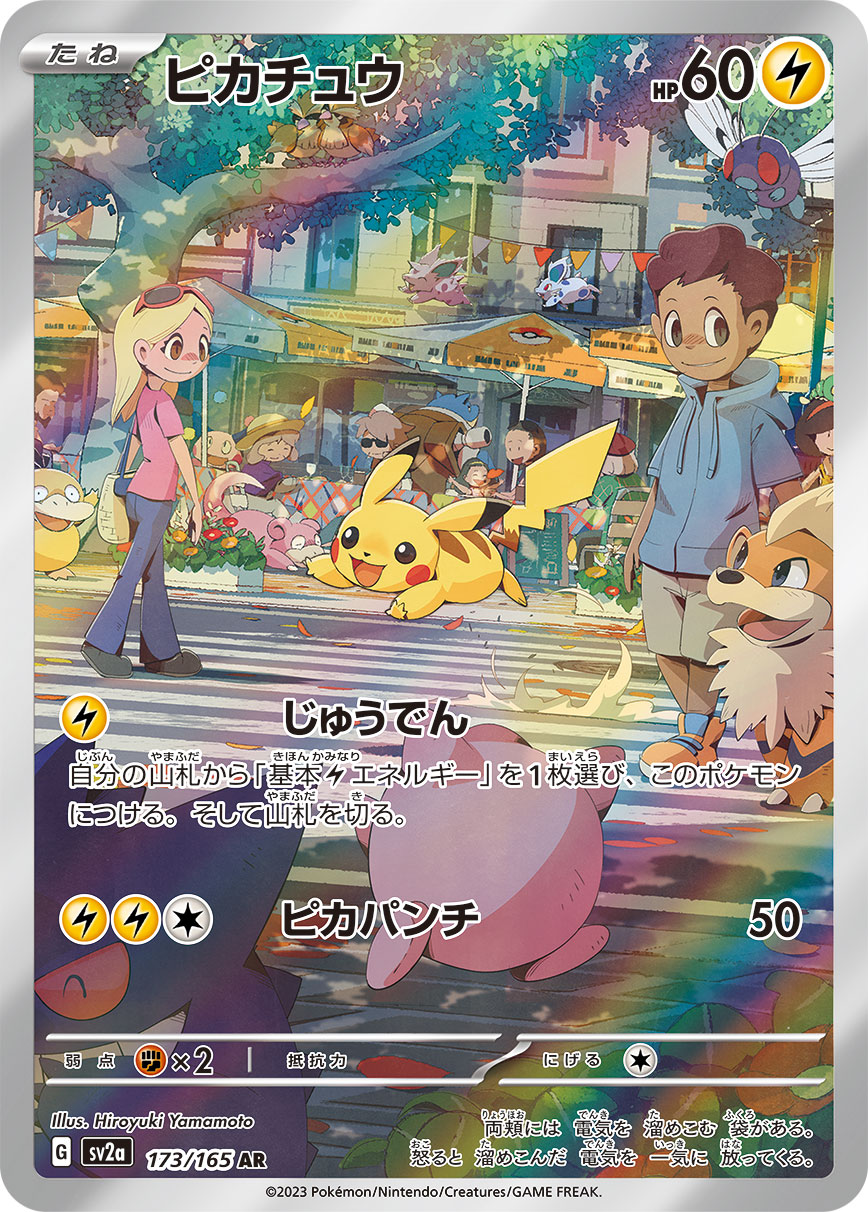 たね
ピカチュウ
HP60
じゅうでん
自分の山札から「基本エネルギー」を1枚選び、このポケモン
につける。そして山札を切る。
ピカパンチ 50
弱点 ×2 抵抗力 にげる
Illus. Hiroyuki Yamamoto
G sv2a 173/165 AR
両頬には 電気を 溜めこむ 袋がある。
怒ると 溜めこんだ 電気を 一気に 放ってくる。
©2023 Pokémon/Nintendo/Creatures/GAME FREAK.